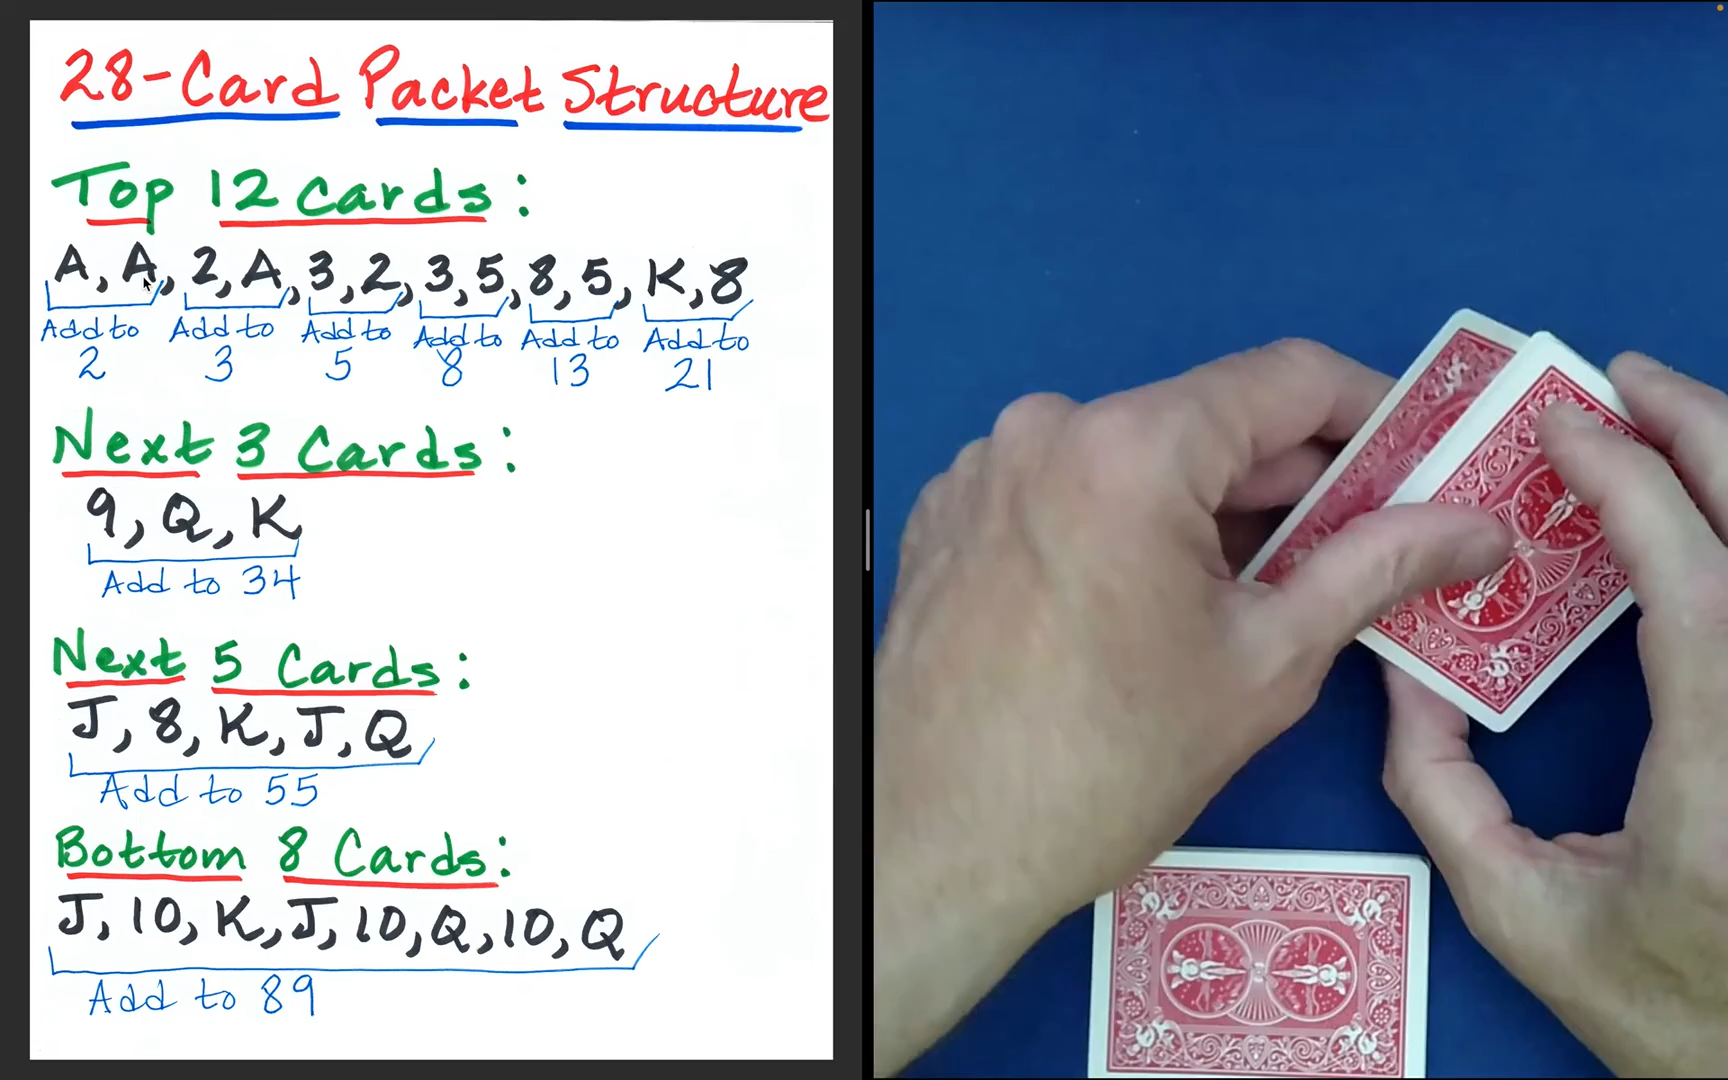 28-Card Packet Structure
Top 12 cards:
A, A, 2, A, 3, 2, 3, 5, 8, 5, K, 8
Add to Add to Add to Add to Add to Add to
2 3 5 8 13 21
Next 3 Cards:
9, Q, K
Add to 34
Next 5 Cards:
J, 8, K, J, Q
Add to 55
Bottom 8 Cards:
J, 10, K, J, 10, Q, 10, Q
Add to 89